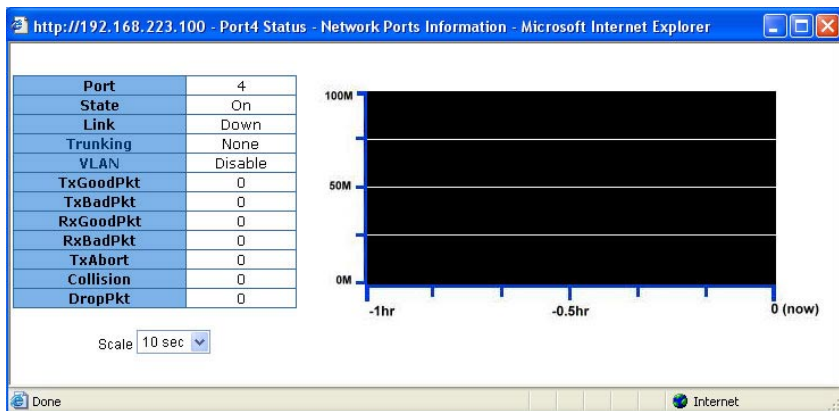 http://192.168.223.100 - Port4 Status - Network Ports Information - Microsoft Internet Explorer
Port 4
State On
Link Down
Trunking None
VLAN Disable
TxGoodPkt 0
TxBadPkt 0
RxGoodPkt 0
RxBadPkt 0
TxAbort 0
Collision 0
DropPkt 0
Scale 10 sec
100M
50M
0M
-1hr -0.5hr 0 (now)
Done Internet